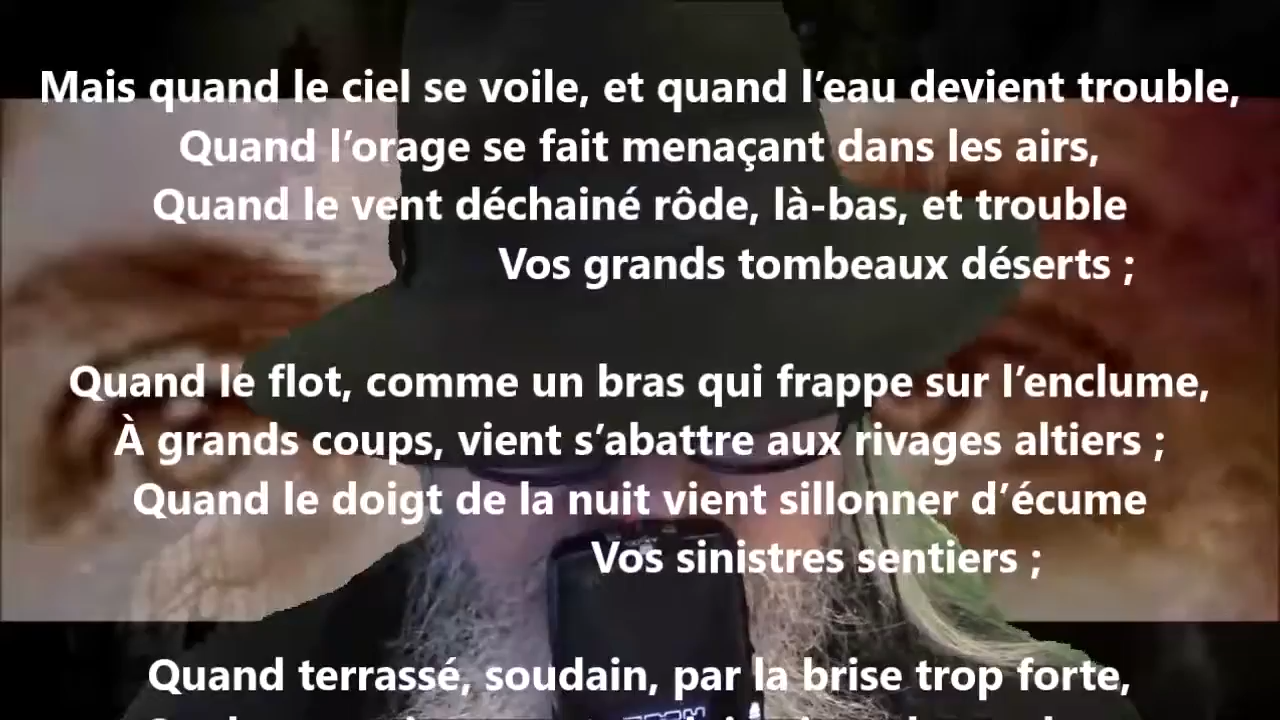 Mais quand le ciel se voile, et quand l’eau devient trouble,
Quand l’orage se fait menaçant dans les airs,
Quand le vent déchainé rôde, là-bas, et trouble
Vos grands tombeaux déserts ;
Quand le flot, comme un bras qui frappe sur l’enclume,
À grands coups, vient s’abattre aux rivages altiers ;
Quand le doigt de la nuit vient sillonner d’écume
Vos sinistres sentiers ;
Quand terrassé, soudain, par la brise trop forte,
ZOOM